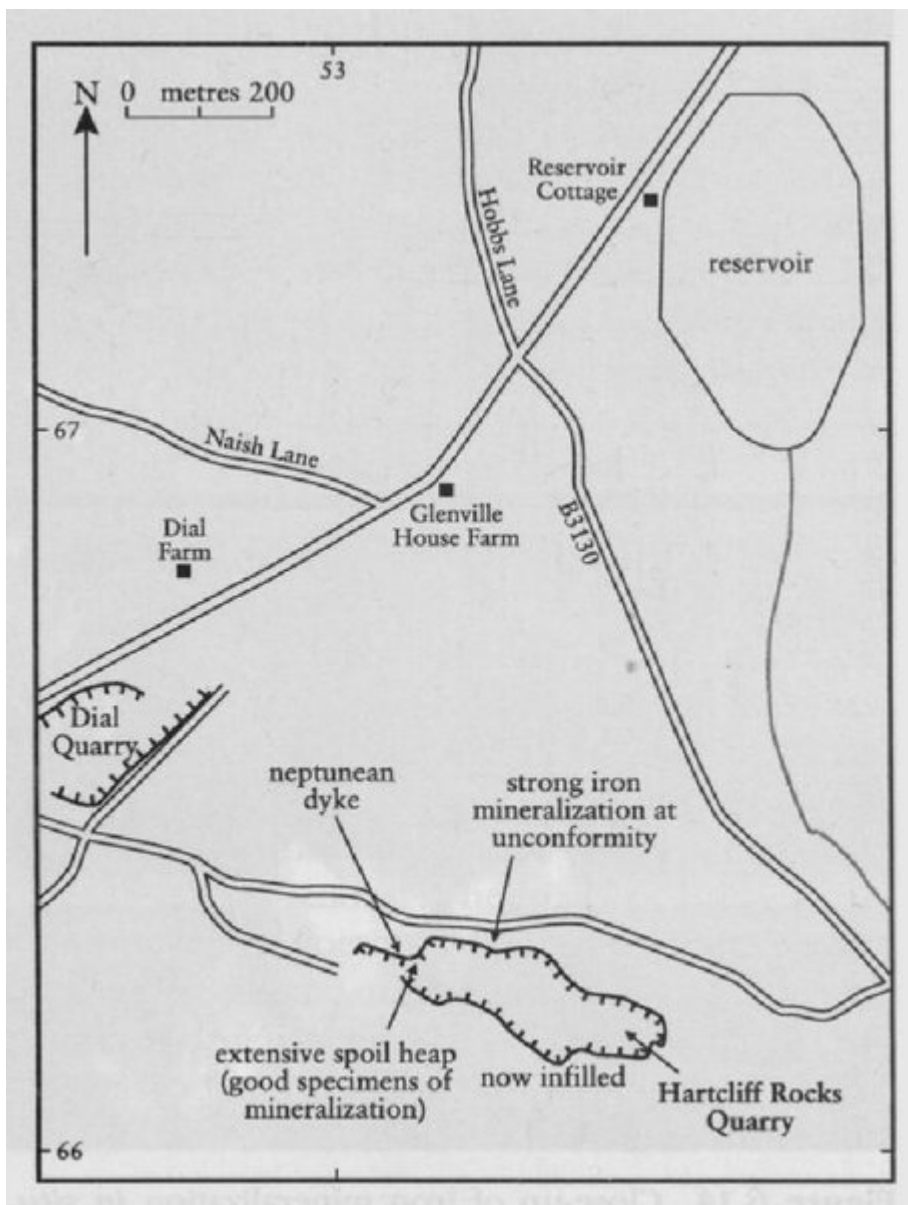 53
N 0 metres 200
Reservoir
Cottage
Hobbs Lane
reservoir
67
Naish Lane
Glenville
House Farm
Dial
Farm
B3130
Dial
Quarry
neptunean
dyke
strong iron
mineralization at
unconformity
extensive spoil heap
(good specimens of
mineralization)
now infilled
Hartcliff Rocks
Quarry
66